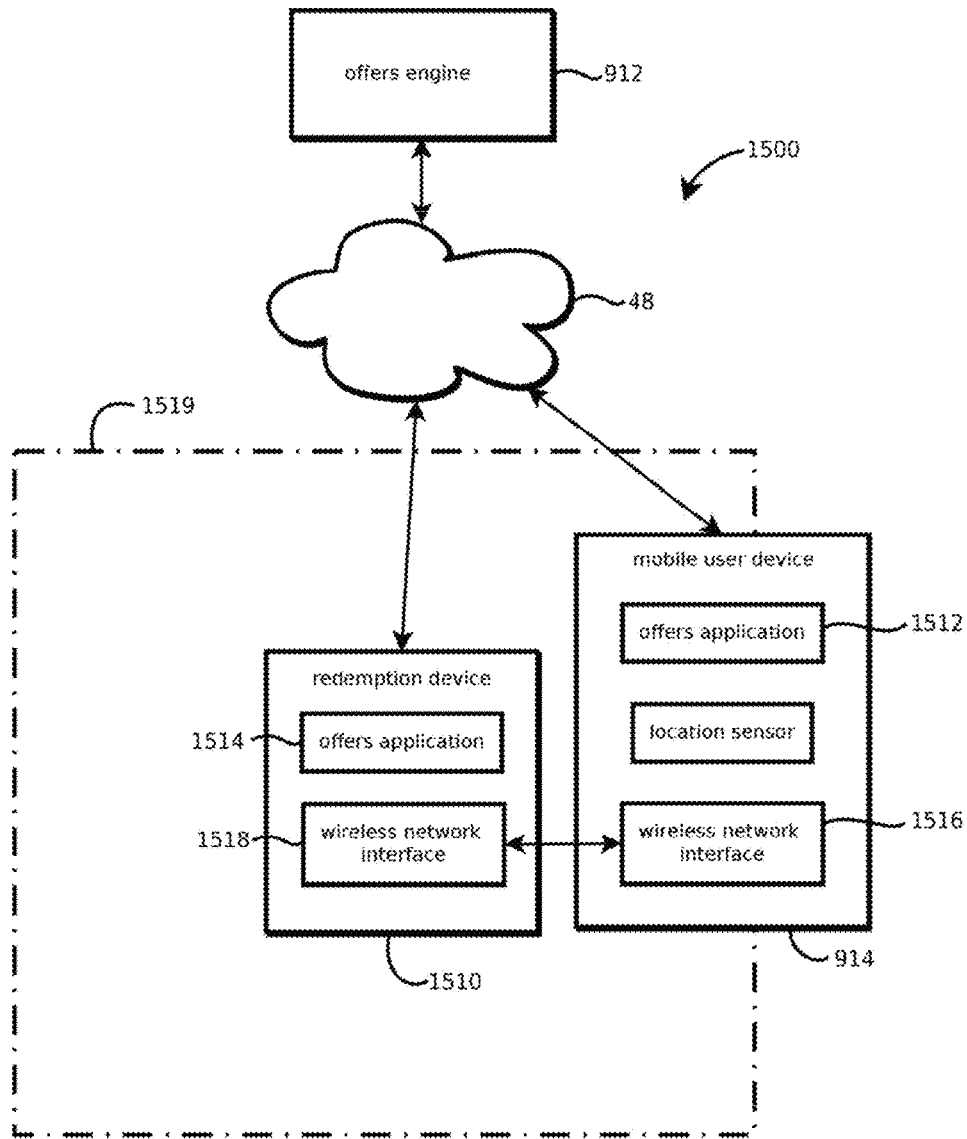 offers engine
912
1500
48
1519
mobile user device
offers application
1512
redemption device
location sensor
1514
offers application
1516
1518
wireless network
interface
wireless network
interface
914
1510